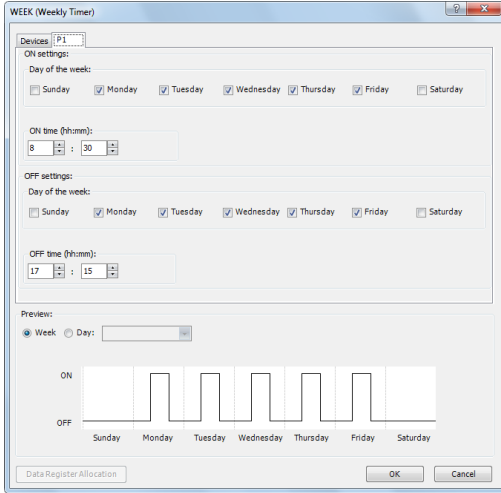 WEEK (Weekly Timer)
Devices P1
ON settings:
Day of the week:
Sunday Monday Tuesday Wednesday Thursday Friday Saturday
ON time (hh:mm):
8 : 30
OFF settings:
Day of the week:
Sunday Monday Tuesday Wednesday Thursday Friday Saturday
OFF time (hh:mm):
17 : 15
Preview:
Week Day:
ON
OFF
Sunday Monday Tuesday Wednesday Thursday Friday Saturday
Data Register Allocation OK Cancel